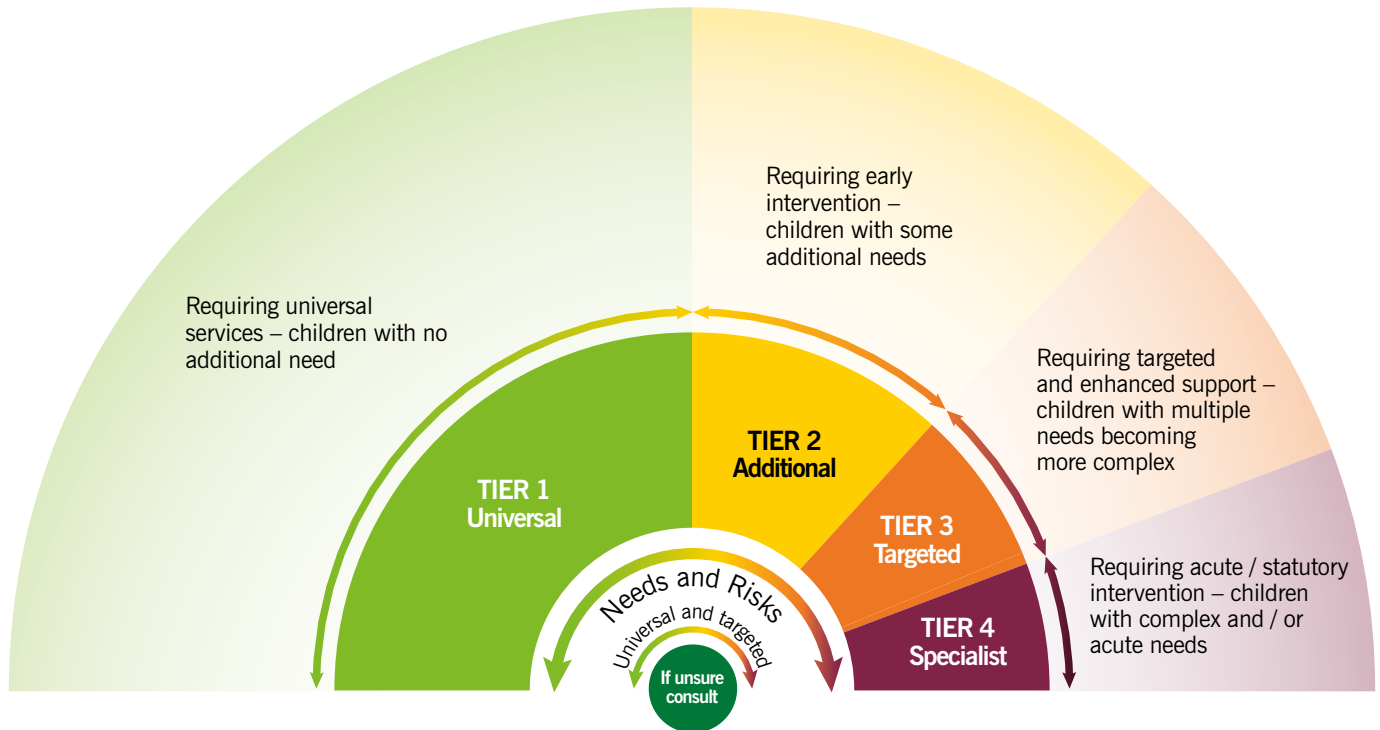 Requiring universal
services – children with no
additional need
Requiring early
intervention –
children with some
additional needs
Requiring targeted
and enhanced support –
children with multiple
needs becoming
more complex
Requiring acute / statutory
intervention – children
with complex and / or
acute needs
TIER 1
Universal
TIER 2
Additional
TIER 3
Targeted
TIER 4
Specialist
Needs and Risks
Universal and targeted
If unsure
consult